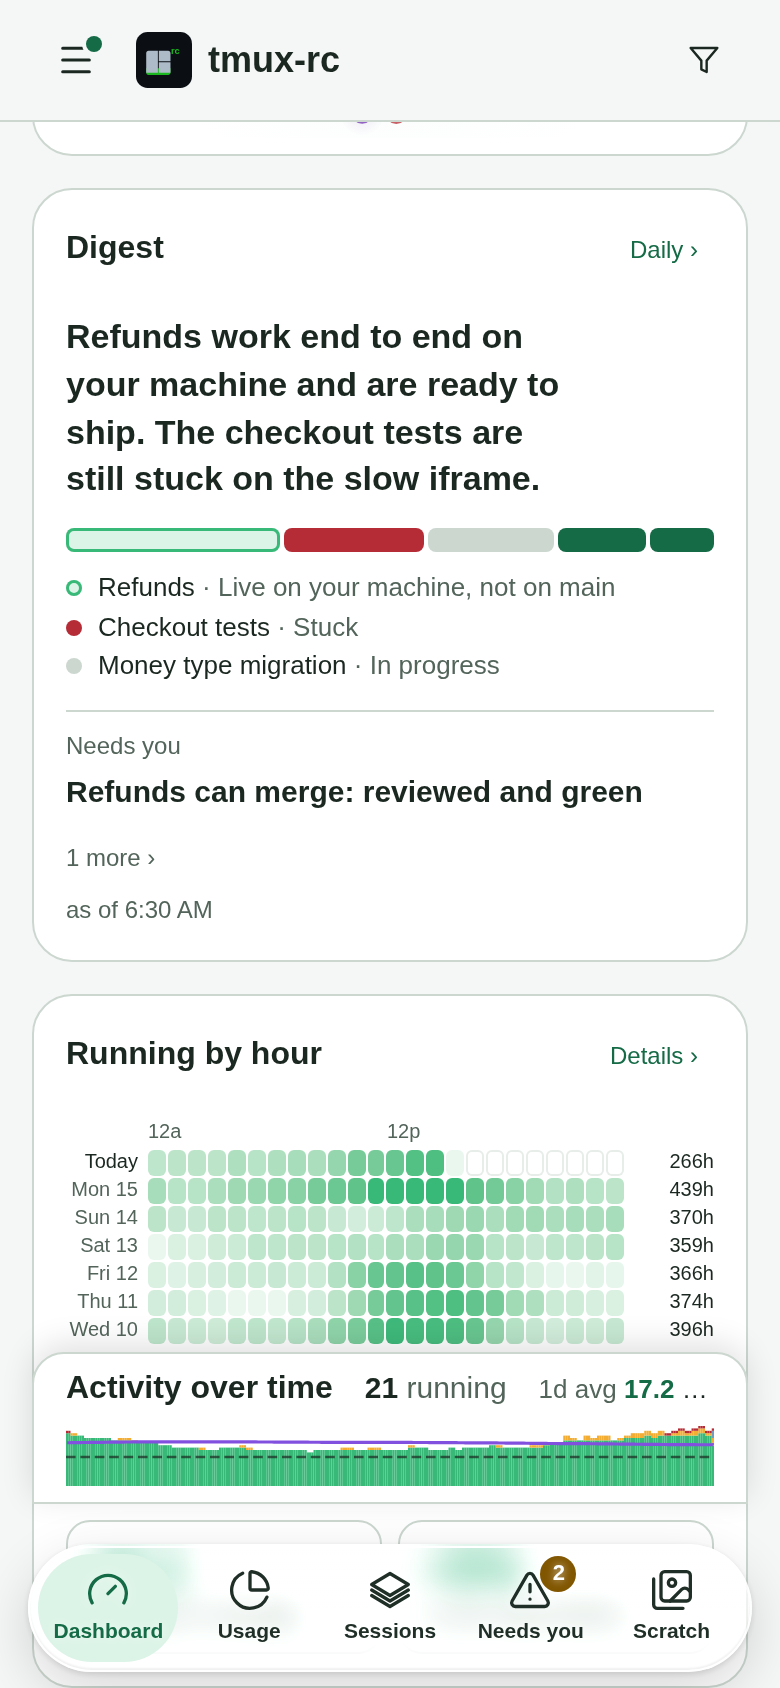 rc
tmux-rc
Digest
Daily ›
Refunds work end to end on
your machine and are ready to
ship. The checkout tests are
still stuck on the slow iframe.
Refunds · Live on your machine, not on main
Checkout tests · Stuck
Money type migration · In progress
Needs you
Refunds can merge: reviewed and green
1 more ›
as of 6:30 AM
Running by hour
Details ›
12a 12p
Today 266h
Mon 15 439h
Sun 14 370h
Sat 13 359h
Fri 12 366h
Thu 11 374h
Wed 10 396h
Activity over time 21 running 1d avg 17.2 …
2
Dashboard Usage Sessions Needs you Scratch